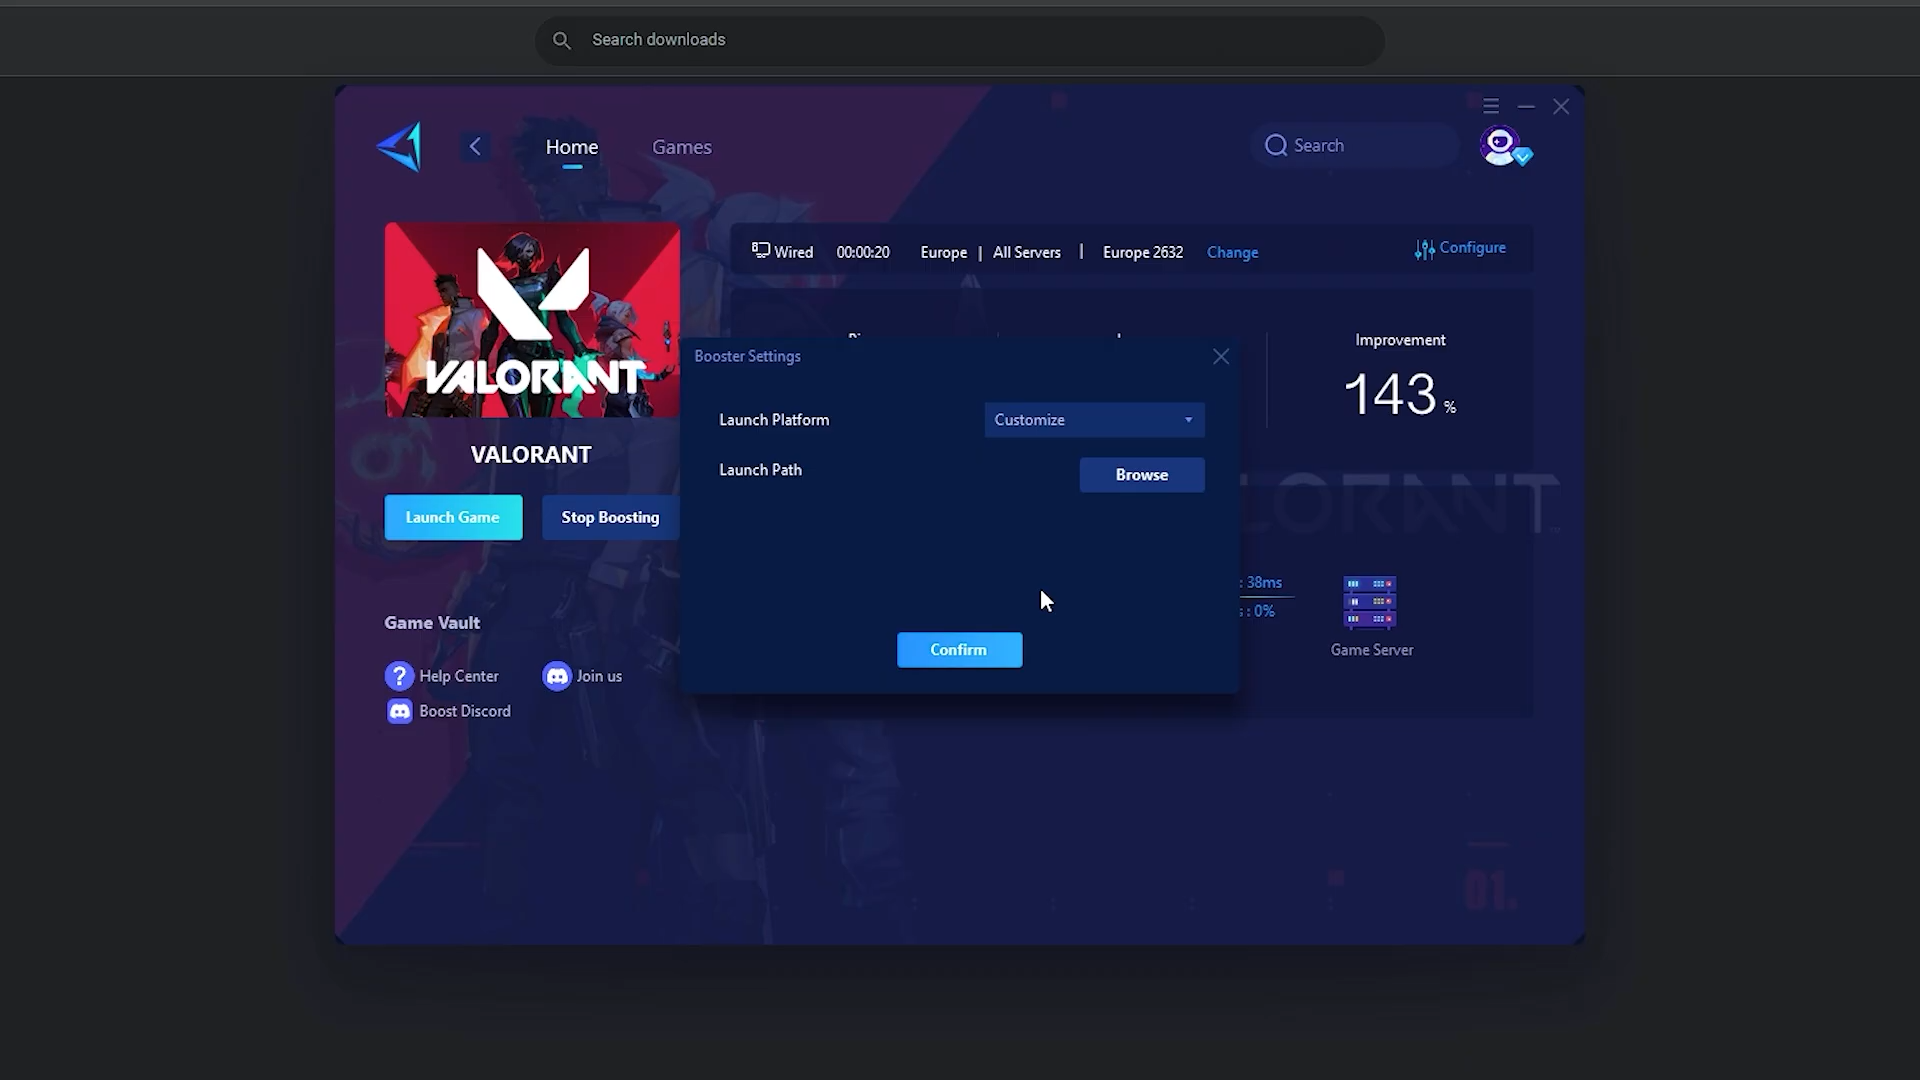 Search downloads
Home
Games
Search
VALORANT
Wired 00:00:20 Europe | All Servers | Europe 2632 Change
Configure
Improvement
143 %
Booster Settings
Launch Platform
Customize
Launch Path
Browse
Confirm
VALORANT
Launch Game
Stop Boosting
: 38ms
: 0%
Game Server
Game Vault
? Help Center
Join us
Boost Discord
01.